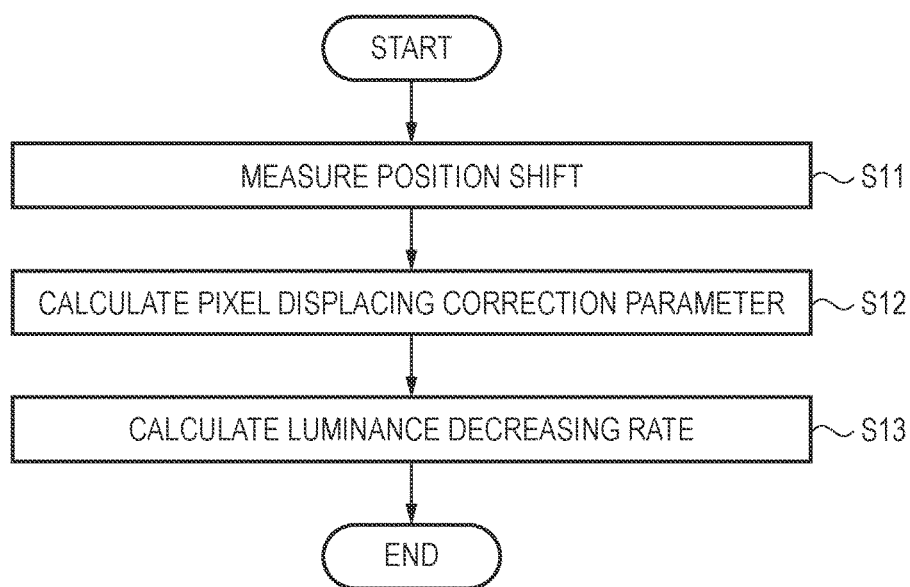 START
MEASURE POSITION SHIFT
S11
CALCULATE PIXEL DISPLACING CORRECTION PARAMETER
S12
CALCULATE LUMINANCE DECREASING RATE
S13
END